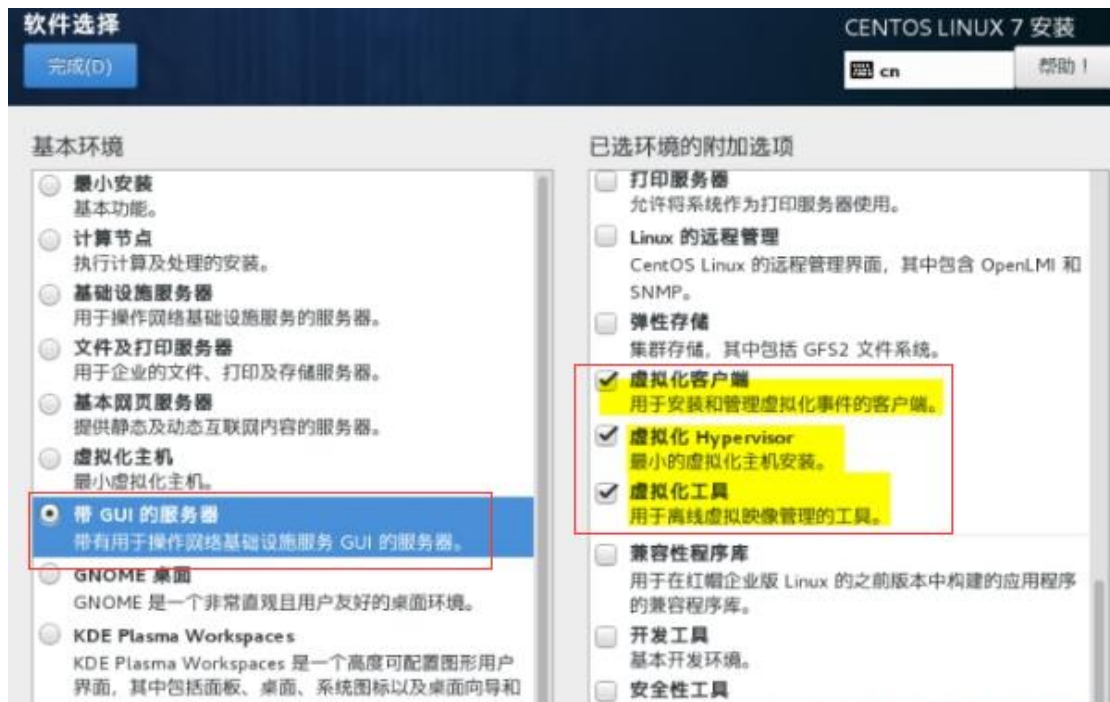 软件选择
CENTOS LINUX 7 安装
完成(D)
cn
帮助！
基本环境
最小安装
基本功能。
计算节点
执行计算及处理的安装。
基础设施服务器
用于操作网络基础设施服务的服务器。
文件及打印服务器
用于企业的文件、打印及存储服务器。
基本网页服务器
提供静态及动态互联网内容的服务器。
虚拟化主机
最小虚拟化主机。
带 GUI 的服务器
带有用于操作网络基础设施服务 GUI 的服务器。
GNOME 桌面
GNOME 是一个非常直观且用户友好的桌面环境。
KDE Plasma Workspaces
KDE Plasma Workspaces 是一个高度可配置图形用户
界面，其中包括面板、桌面、系统图标以及桌面向导和
已选环境的附加选项
打印服务器
允许将系统作为打印服务器使用。
Linux 的远程管理
CentOS Linux 的远程管理界面，其中包含 OpenLMI 和
SNMP。
弹性存储
集群存储，其中包括 GFS2 文件系统。
虚拟化客户端
用于安装和管理虚拟化事件的客户端。
虚拟化 Hypervisor
最小的虚拟化主机安装。
虚拟化工具
用于离线虚拟映像管理的工具。
兼容性程序库
用于在红帽企业版 Linux 的之前版本中构建的应用程序
的兼容程序库。
开发工具
基本开发环境。
安全性工具